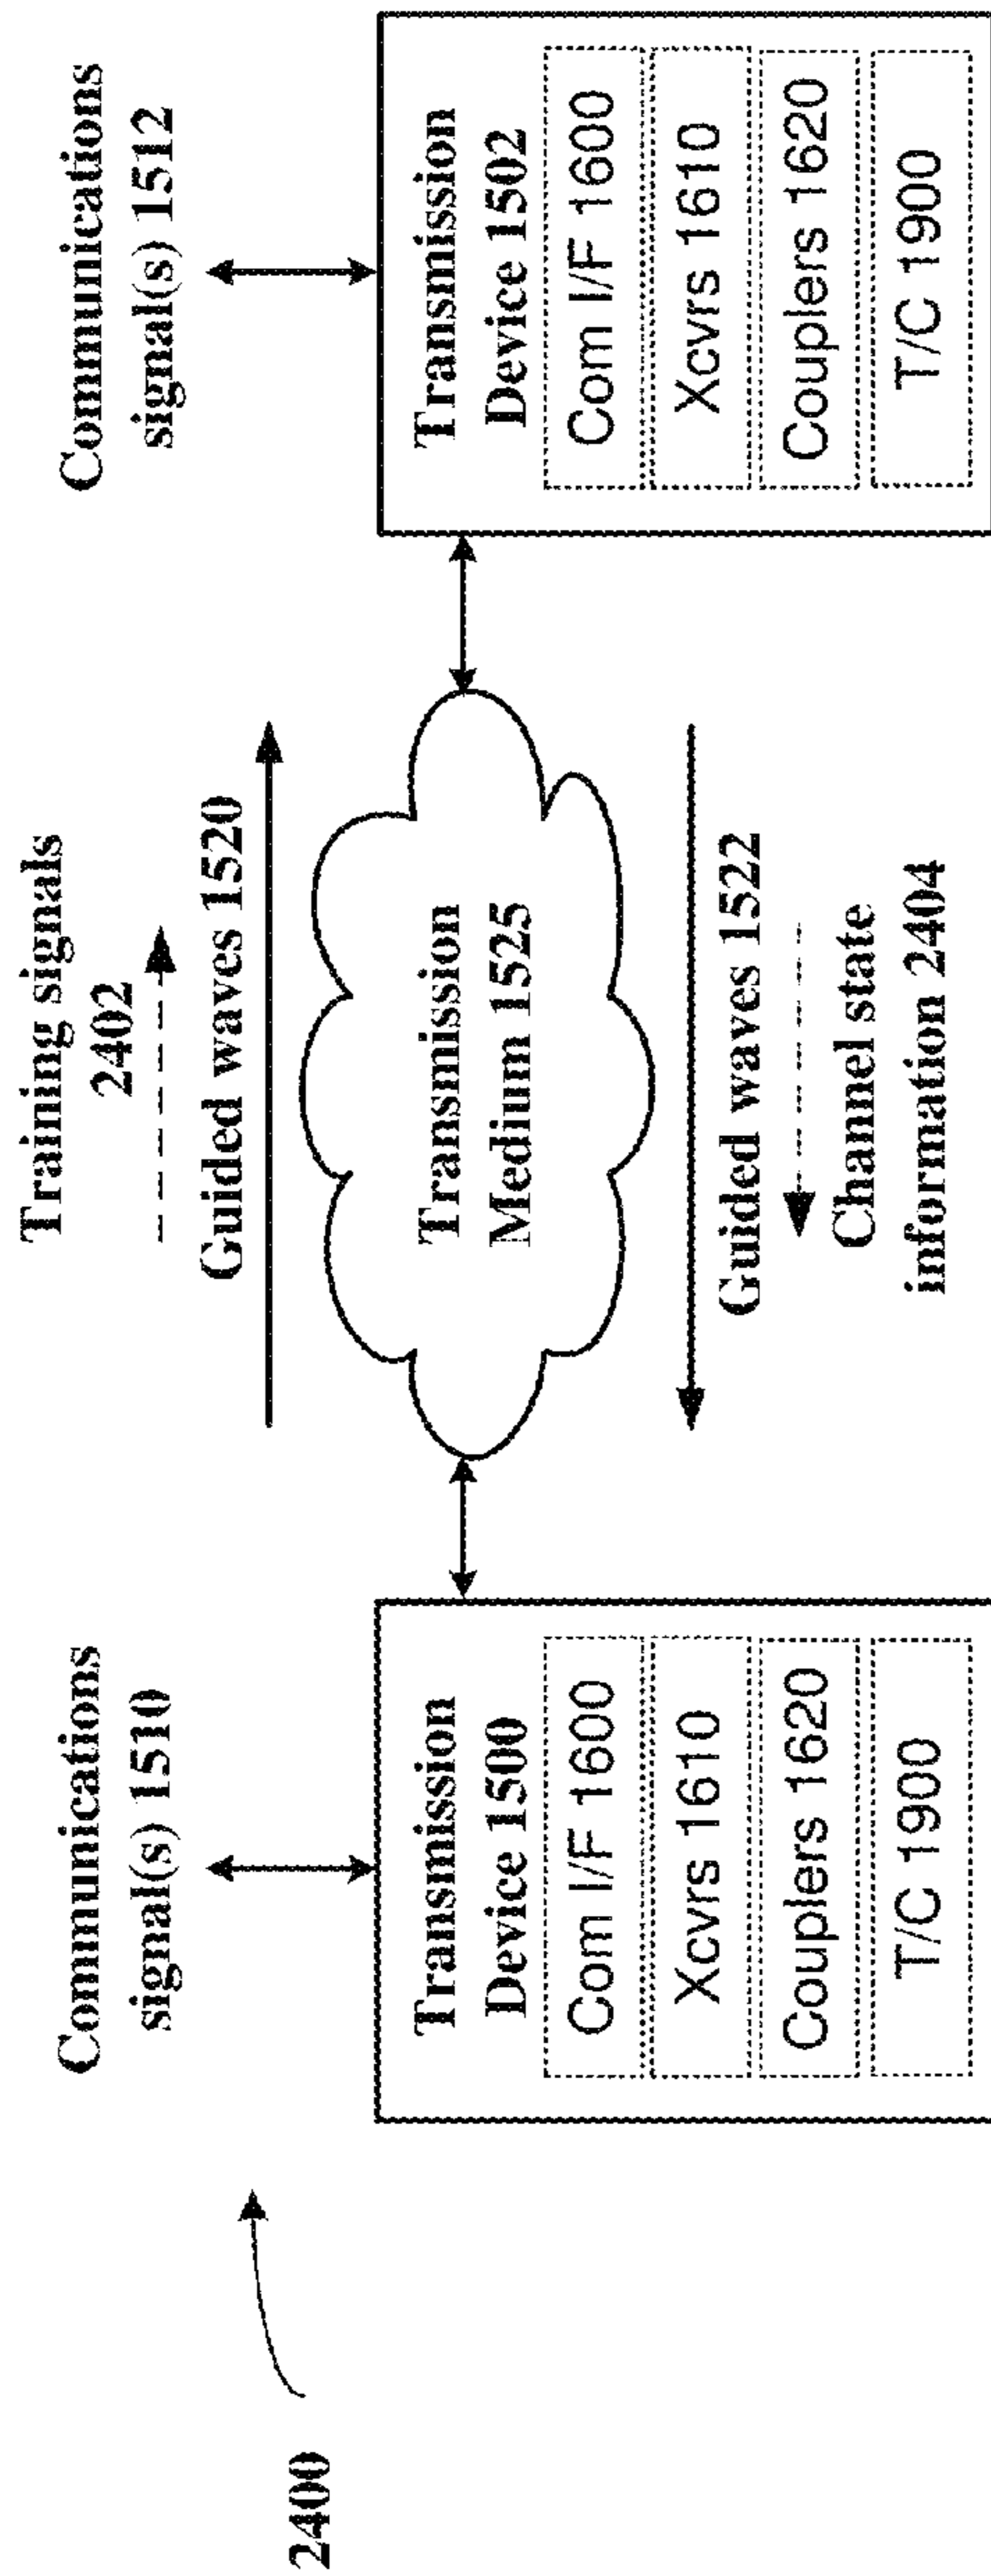 Communications
signal(s) 1510
Training signals
2402
Communications
signal(s) 1512
Guided waves 1520
Transmission
Device 1500
Com I/F 1600
Xcvrs 1610
Couplers 1620
T/C 1900
Transmission
Medium 1525
Transmission
Device 1502
Com I/F 1600
Xcvrs 1610
Couplers 1620
T/C 1900
Guided waves 1522
Channel state
information 2404
2400